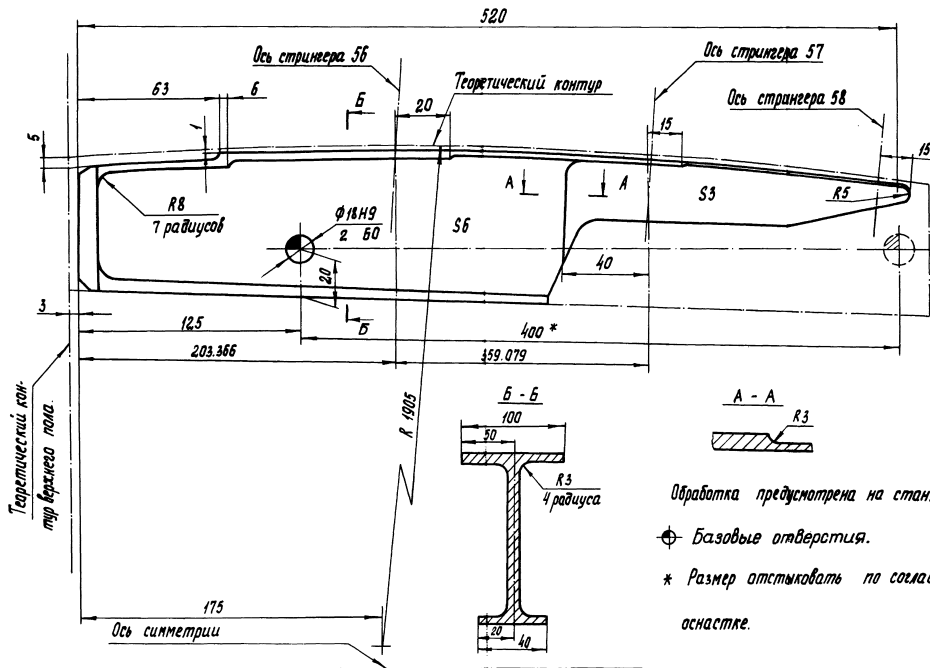 520
Ось стрингера 56
Ось стрингера 57
Теоретический контур
Ось стрингера 58
63
6
Б
20
15
15
1
5
А
А
R8
7 радиусов
S6
S3
R5
Ф18Н9
2 БО
20
40
3
125
Б
400 *
203.366
359.079
R 1905
Теоретический кон-
тур верхнего пола.
Б - Б
100
50
R3
4 радиуса
20
40
А - А
R3
Обработка предусмотрена на стан
Базовые отверстия.
* Размер отстыковать по соглас
оснастке.
175
Ось симметрии